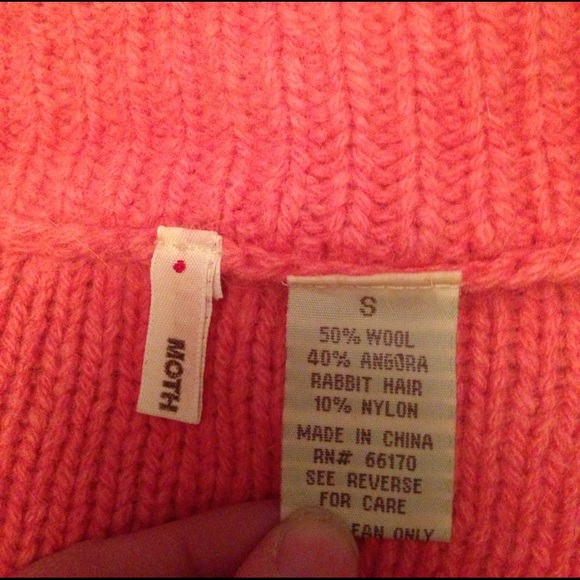 MOTH
S
50% WOOL
40% ANGORA
RABBIT HAIR
10% NYLON
MADE IN CHINA
RN# 66170
SEE REVERSE
FOR CARE
ONLY